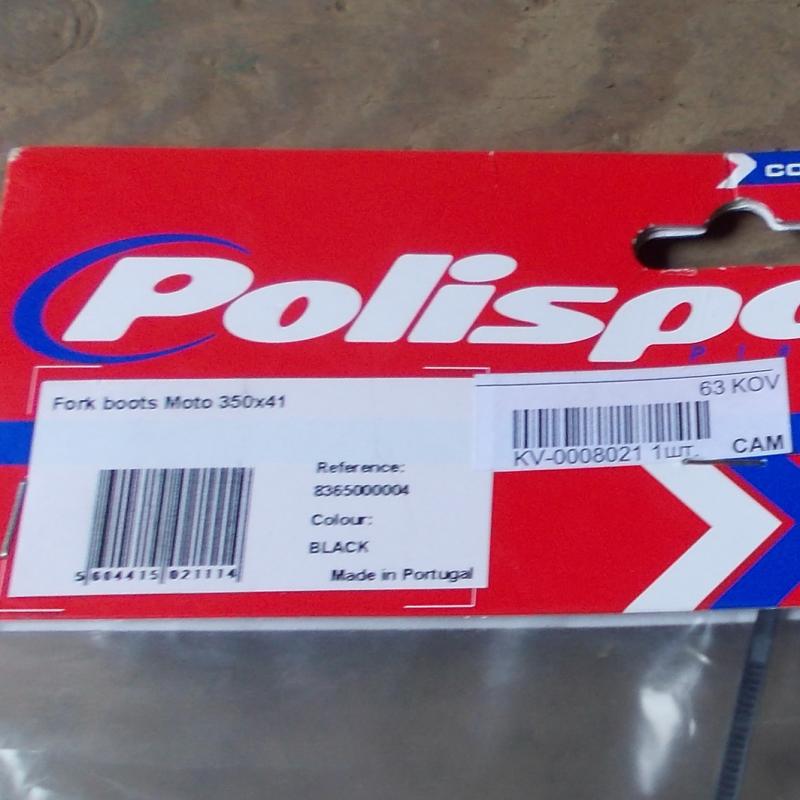 CO
Polispo
P L A
Fork boots Moto 350x41
63 KOV
KV-0008021 1шт.
CAM
Reference:
8365000004
Colour:
BLACK
5 604415 021114
Made in Portugal